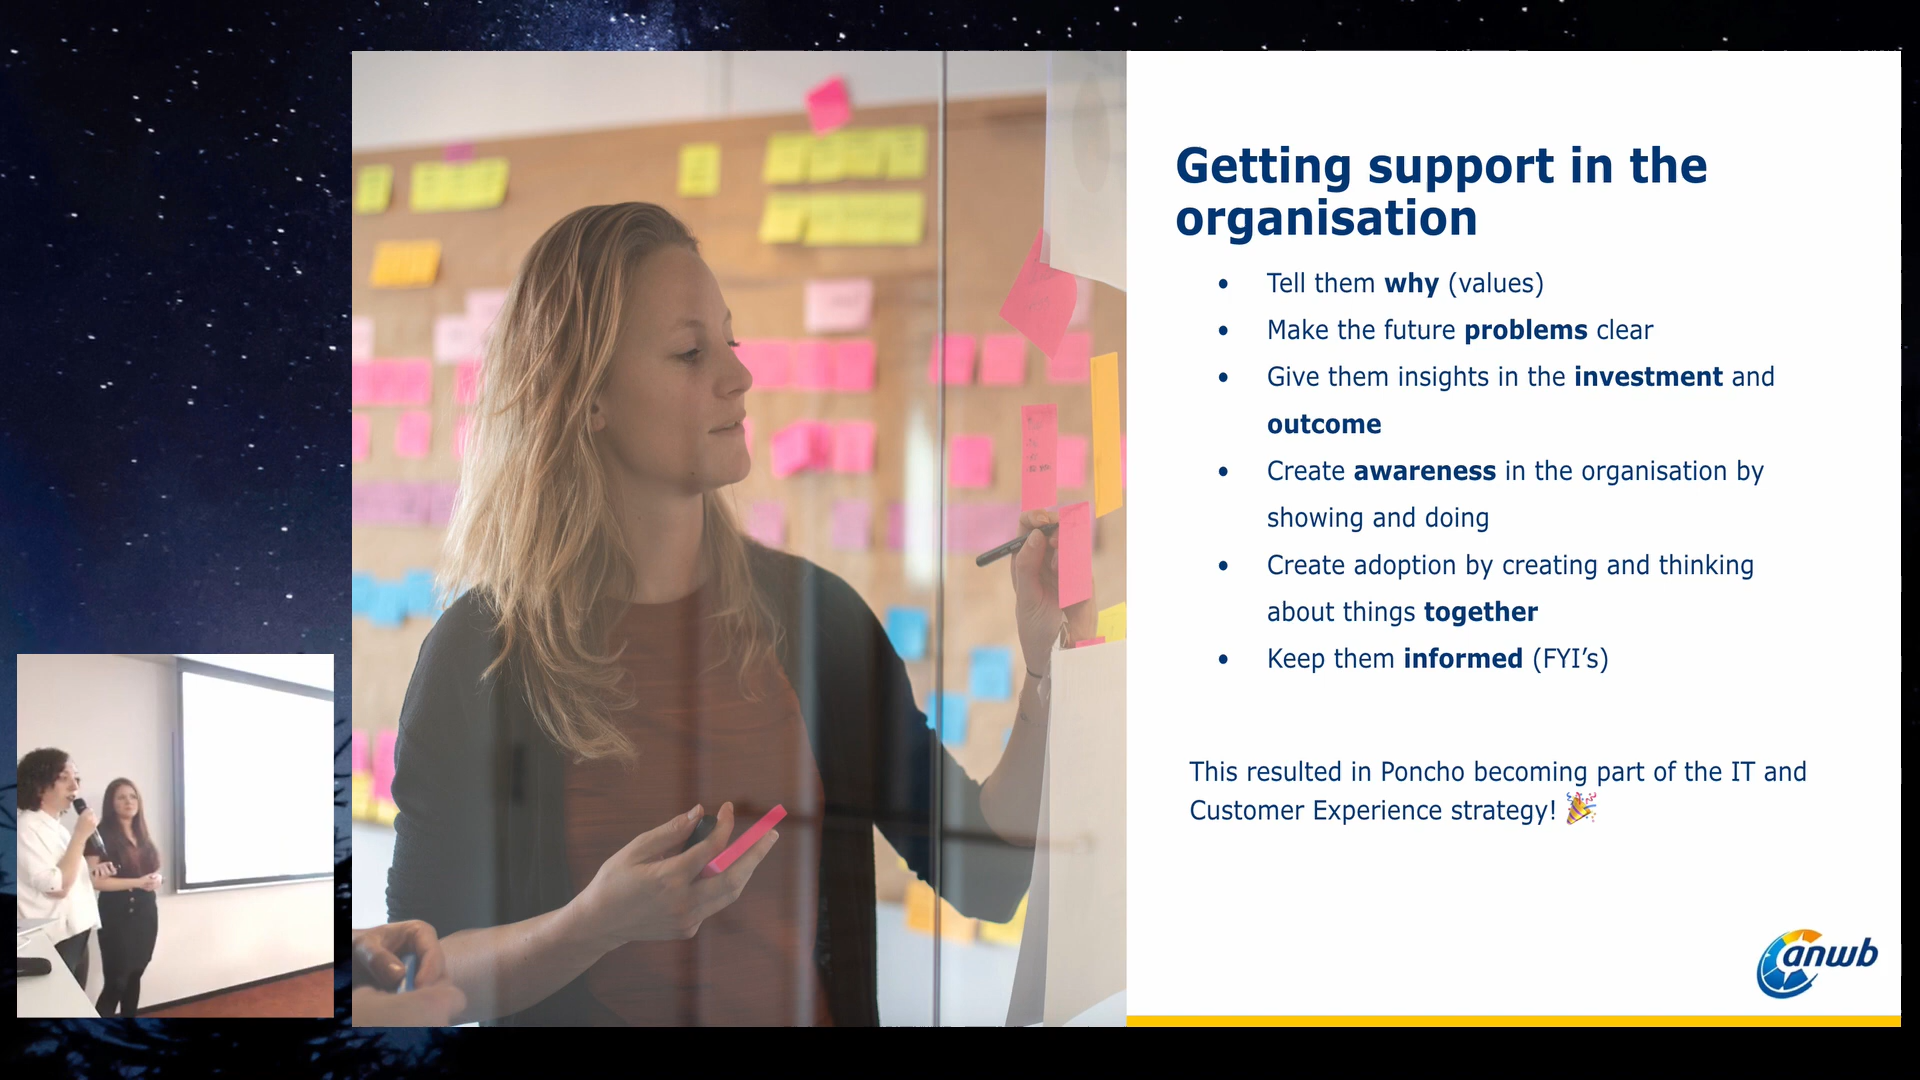 Getting support in the
organisation
• Tell them why (values)
• Make the future problems clear
• Give them insights in the investment and
outcome
• Create awareness in the organisation by
showing and doing
• Create adoption by creating and thinking
about things together
• Keep them informed (FYI’s)
This resulted in Poncho becoming part of the IT and
Customer Experience strategy! 🎉
anwb